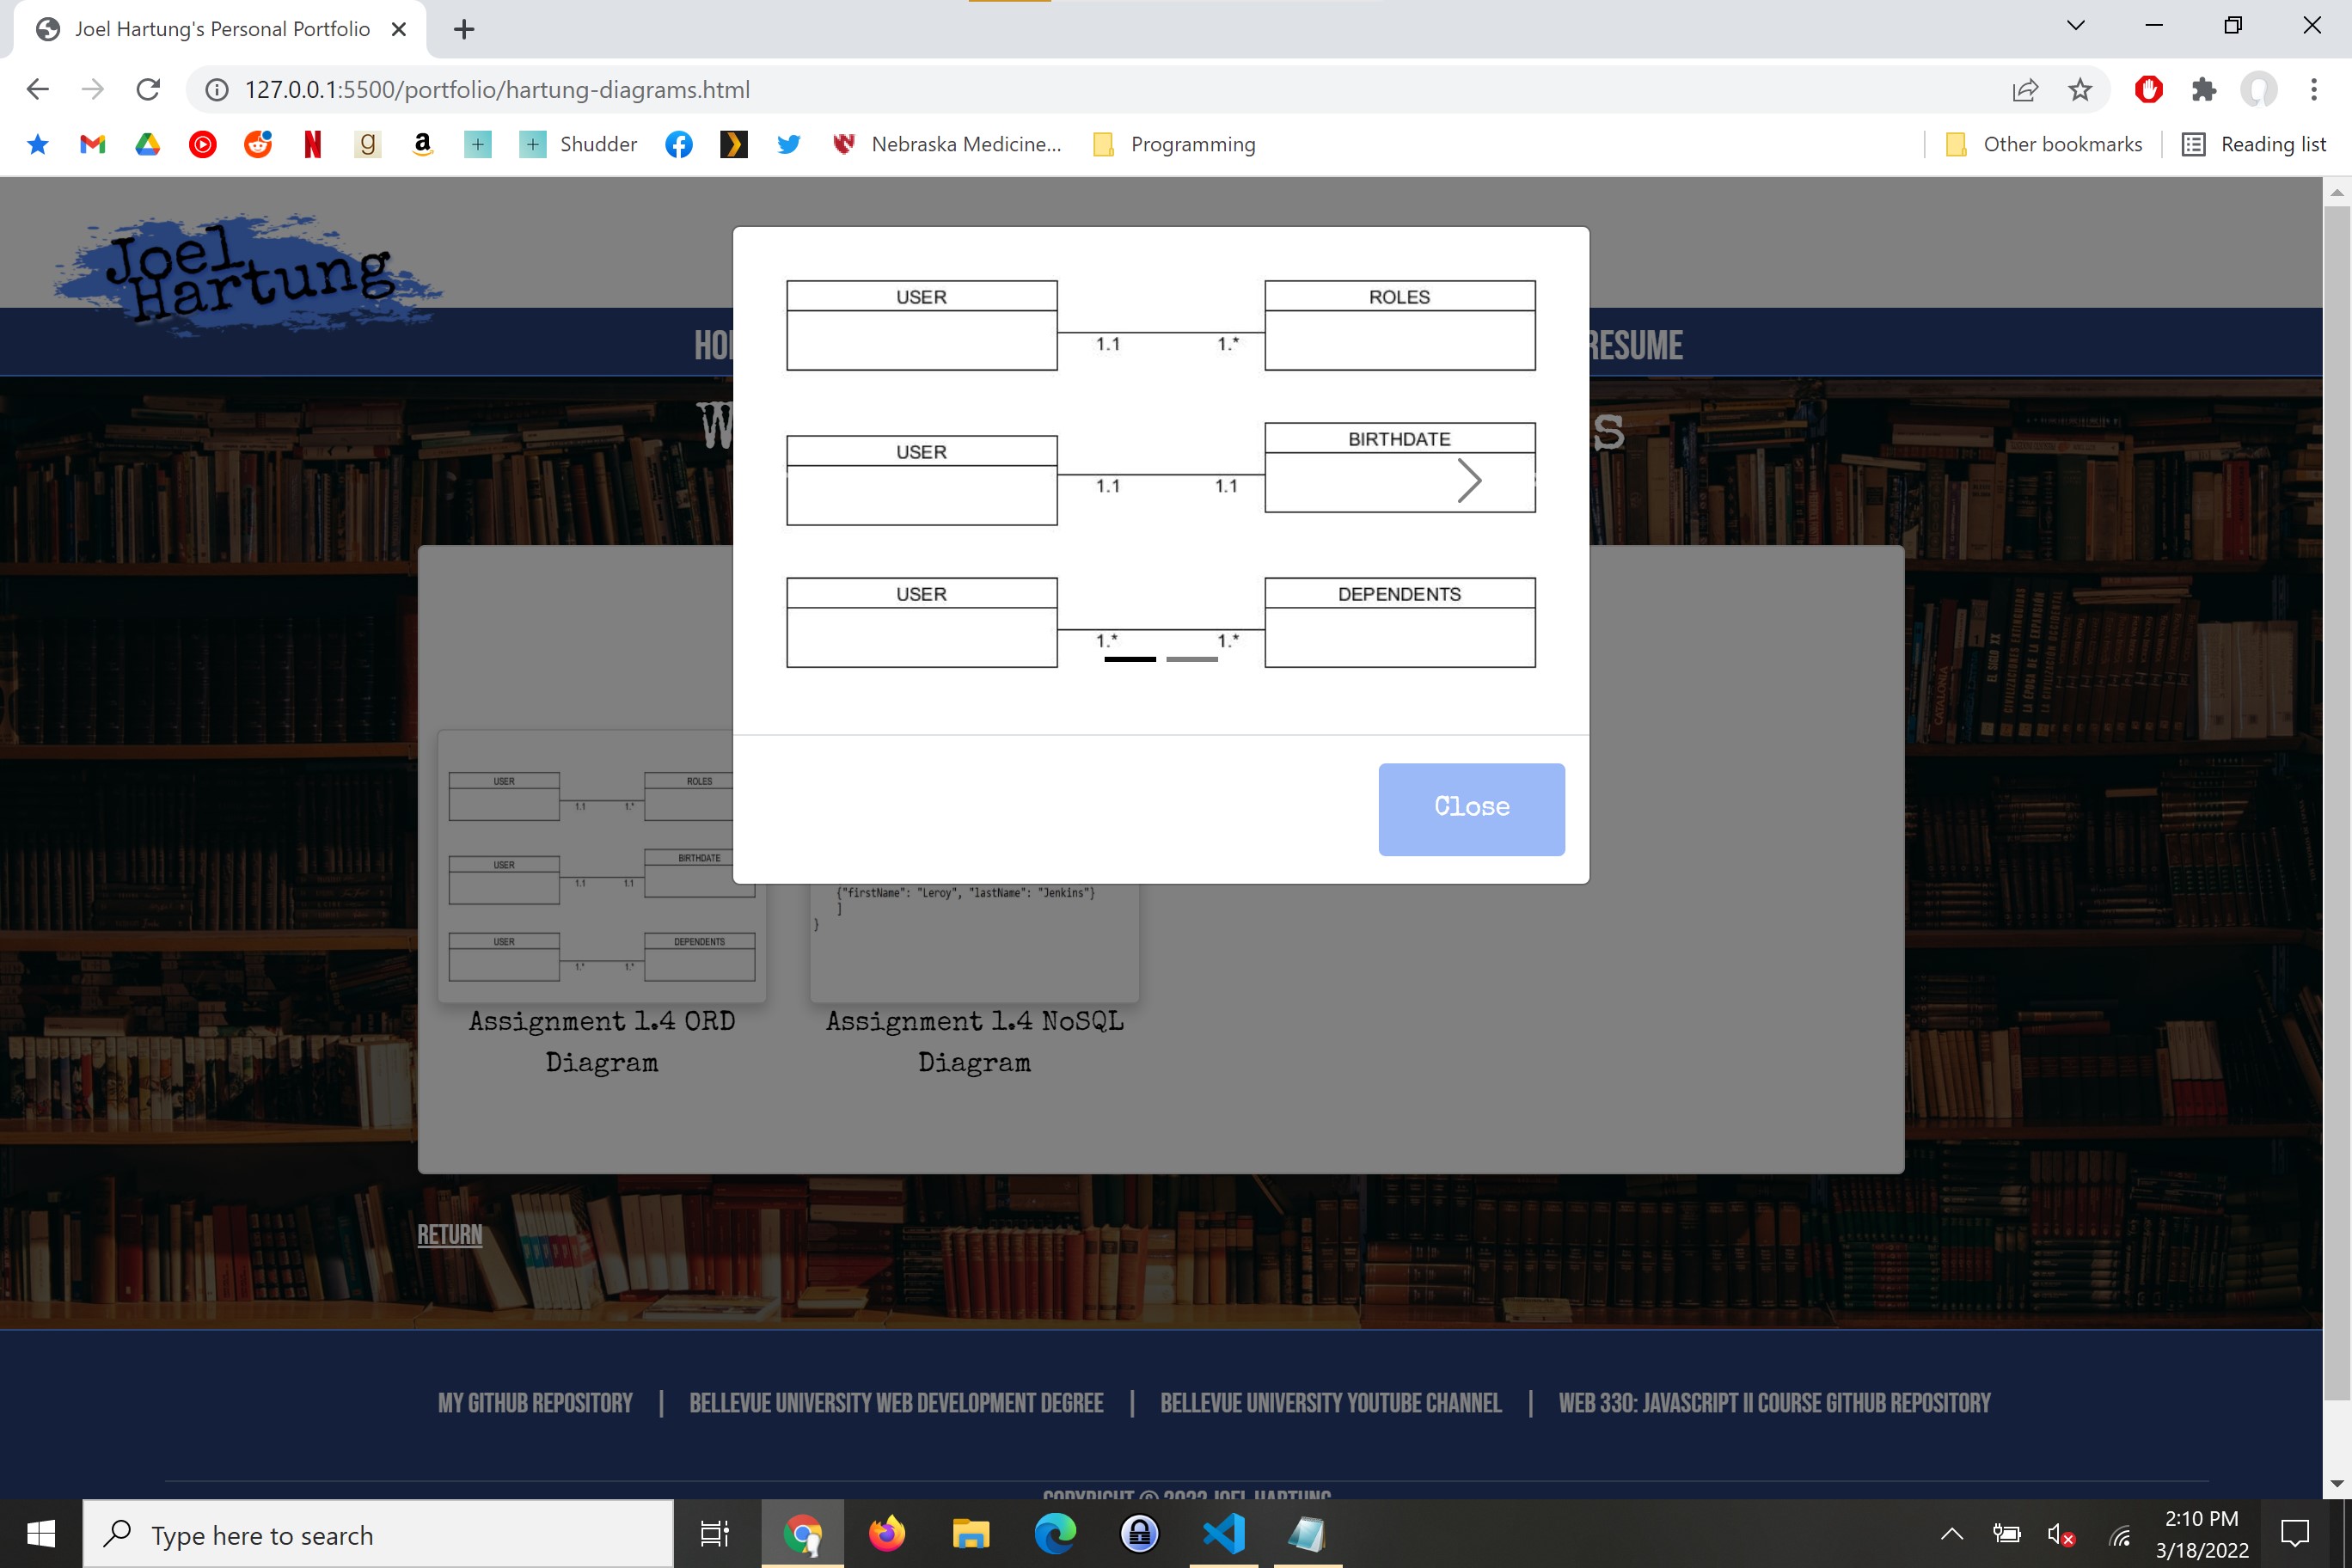 Joel Hartung's Personal Portfolio
127.0.0.1:5500/portfolio/hartung-diagrams.html
Shudder
Nebraska Medicine...
Programming
Other bookmarks
Reading list
Joel
Hartung
RESUME
USER
ROLES
1.1
1.*
USER
BIRTHDATE
1.1
1.1
USER
DEPENDENTS
1.*
1.*
Close
USER
ROLES
1.1
1.*
USER
BIRTHDATE
1.1
1.1
USER
DEPENDENTS
1.*
1.*
{"firstName": "Leroy", "lastName": "Jenkins"}
]
}
Assignment 1.4 ORD
Diagram
Assignment 1.4 NoSQL
Diagram
RETURN
MY GITHUB REPOSITORY | BELLEVUE UNIVERSITY WEB DEVELOPMENT DEGREE | BELLEVUE UNIVERSITY YOUTUBE CHANNEL | WEB 330: JAVASCRIPT II COURSE GITHUB REPOSITORY
COPYRIGHT © 2022 JOEL HARTUNG
Type here to search
2:10 PM
3/18/2022